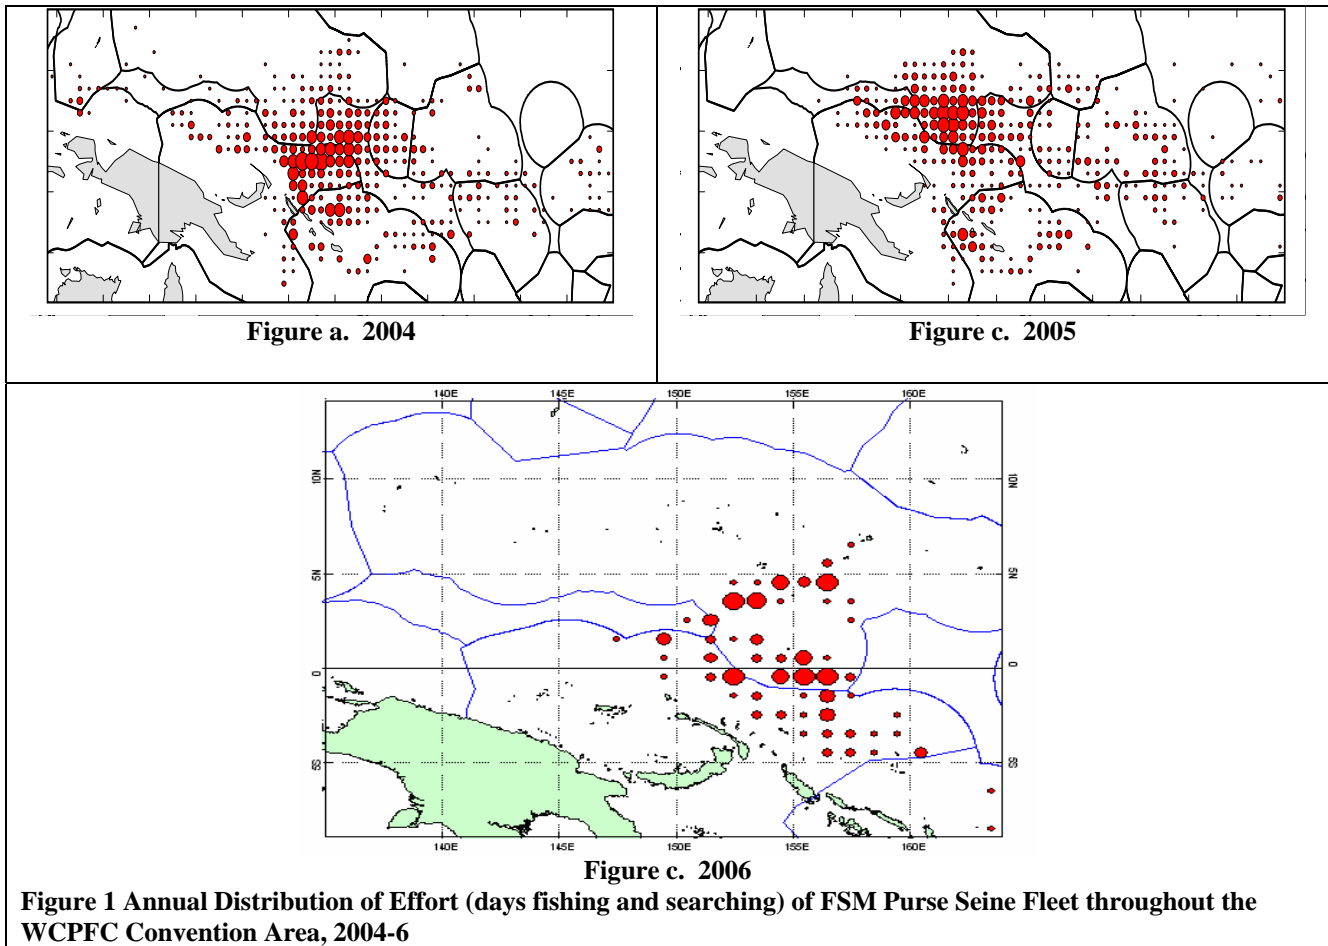 Figure a. 2004
Figure c. 2005
140E 145E 150E 155E 160E
10N 10N
5N 5N
0 0
5S 5S
140E 145E 150E 155E 160E
Figure c. 2006
Figure 1 Annual Distribution of Effort (days fishing and searching) of FSM Purse Seine Fleet throughout the
WCPFC Convention Area, 2004-6